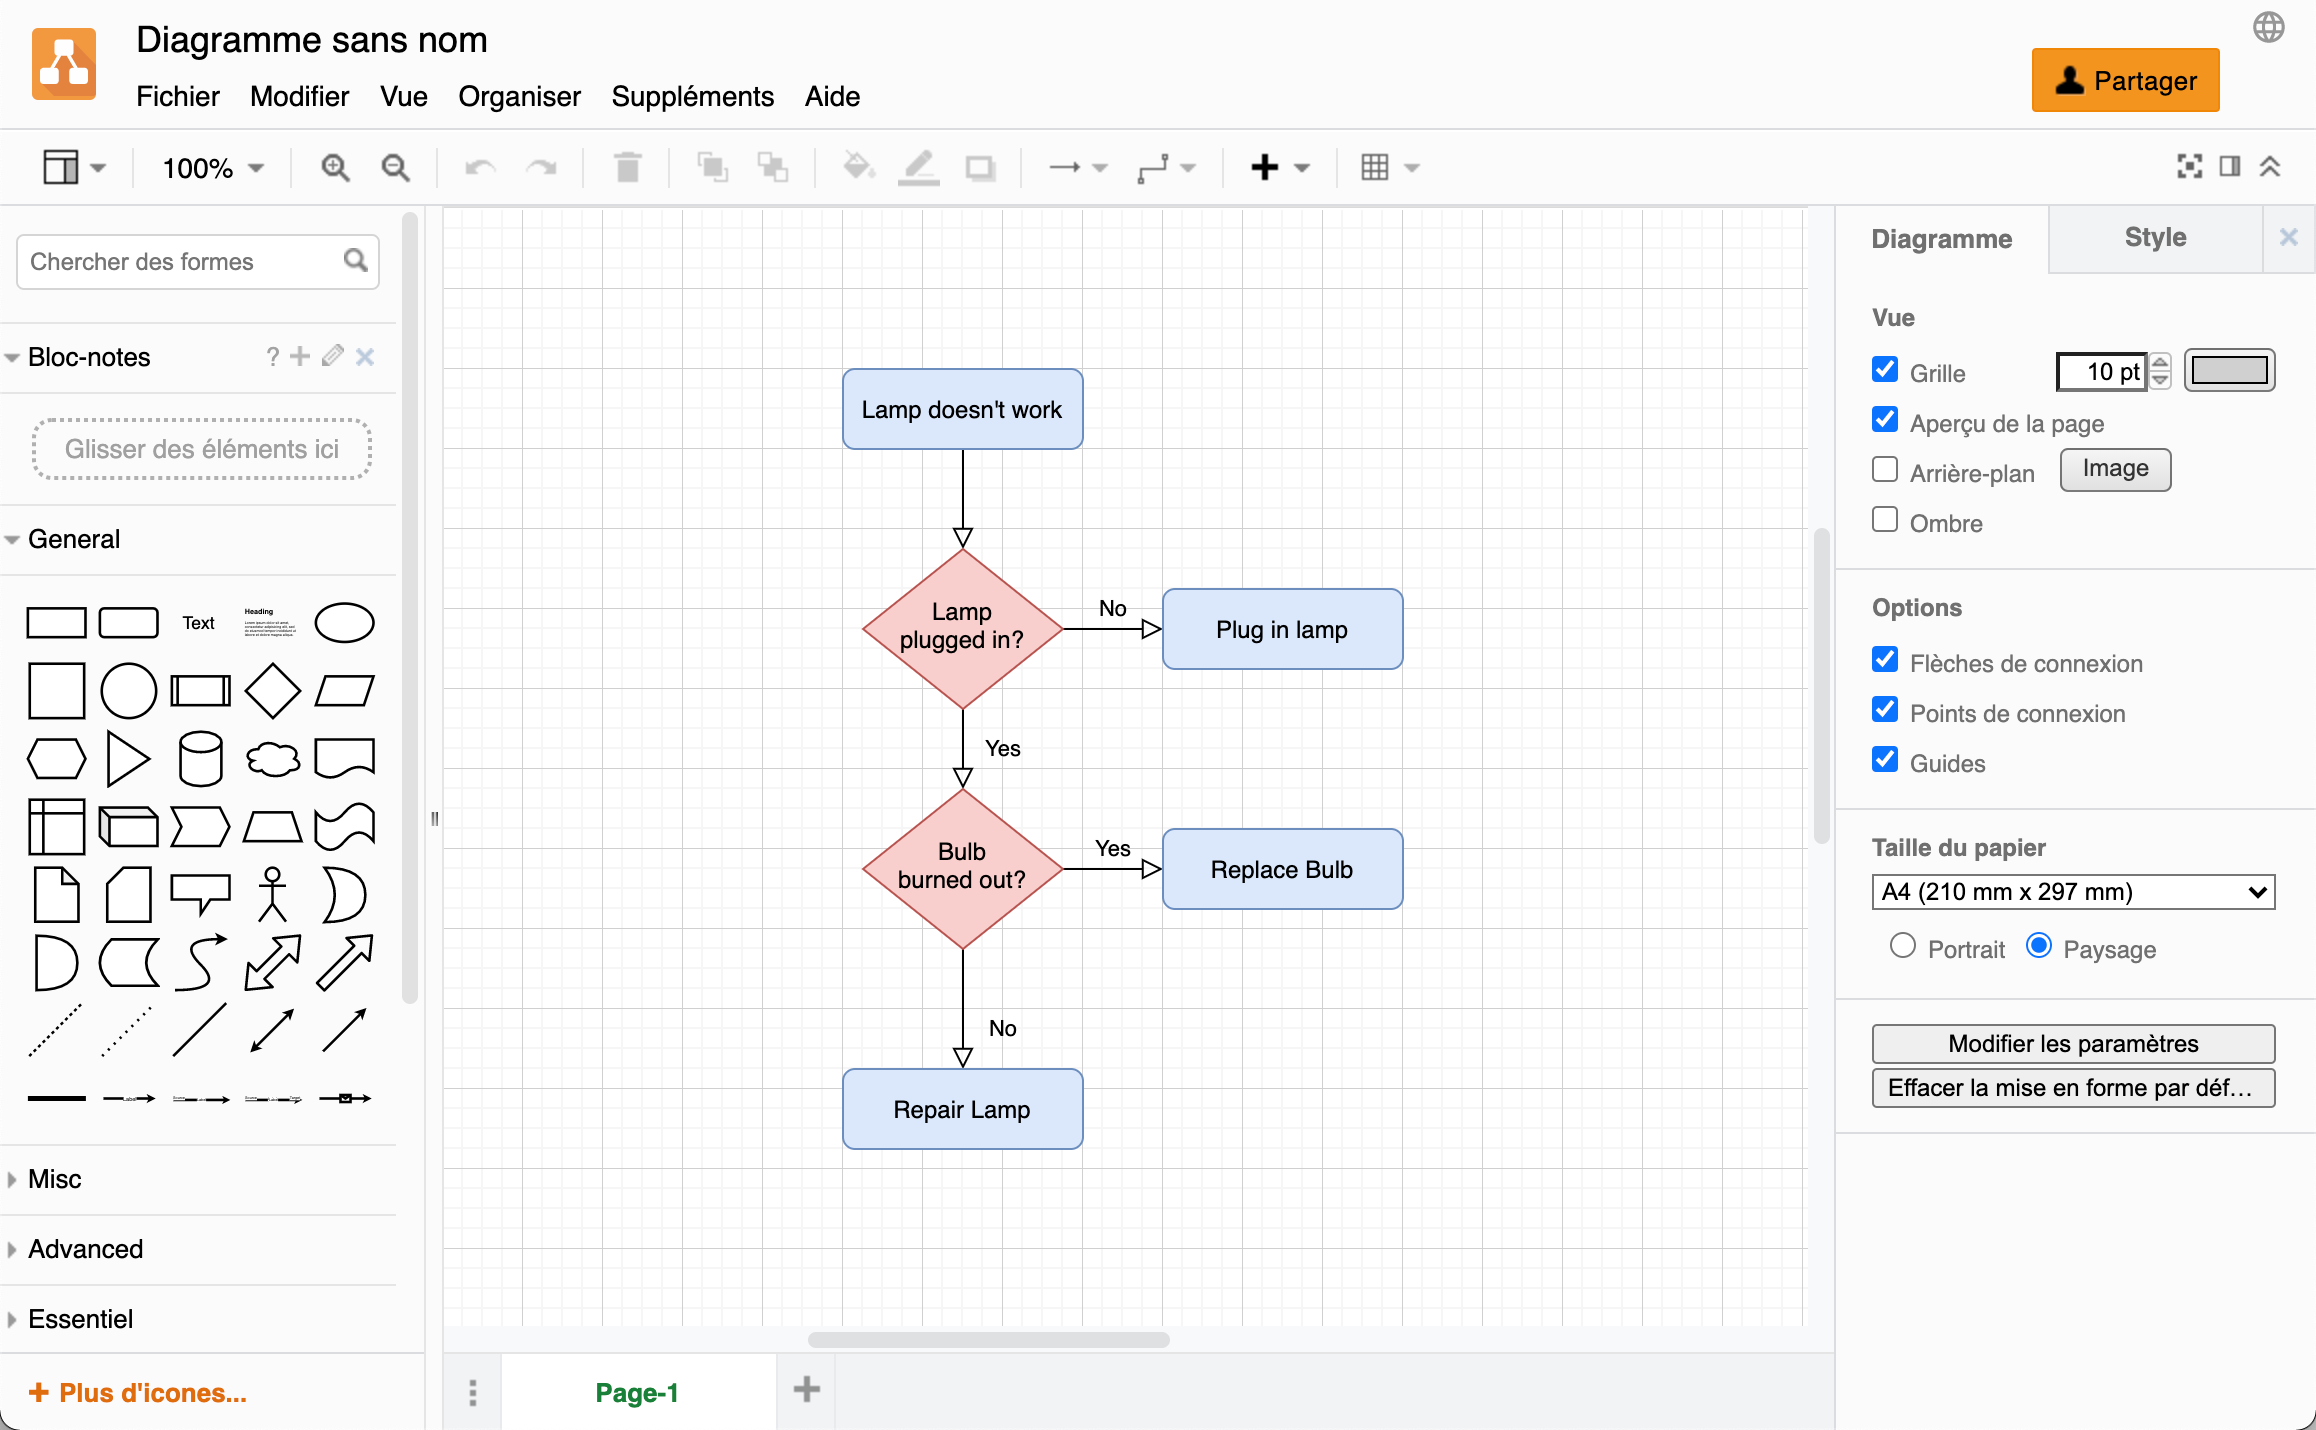 Diagramme sans nom
Fichier Modifier Vue Organiser Suppléments Aide
Partager
100%
Chercher des formes
Bloc-notes
?
Glisser des éléments ici
General
Text
Heading
Misc
Advanced
Essentiel
+ Plus d'icones...
Lamp doesn't work
Lamp
plugged in?
No
Plug in lamp
Yes
Bulb
burned out?
Yes
Replace Bulb
No
Repair Lamp
Page-1
Diagramme
Style
Vue
Grille
10 pt
Aperçu de la page
Arrière-plan
Image
Ombre
Options
Flèches de connexion
Points de connexion
Guides
Taille du papier
A4 (210 mm x 297 mm)
Portrait
Paysage
Modifier les paramètres
Effacer la mise en forme par déf...